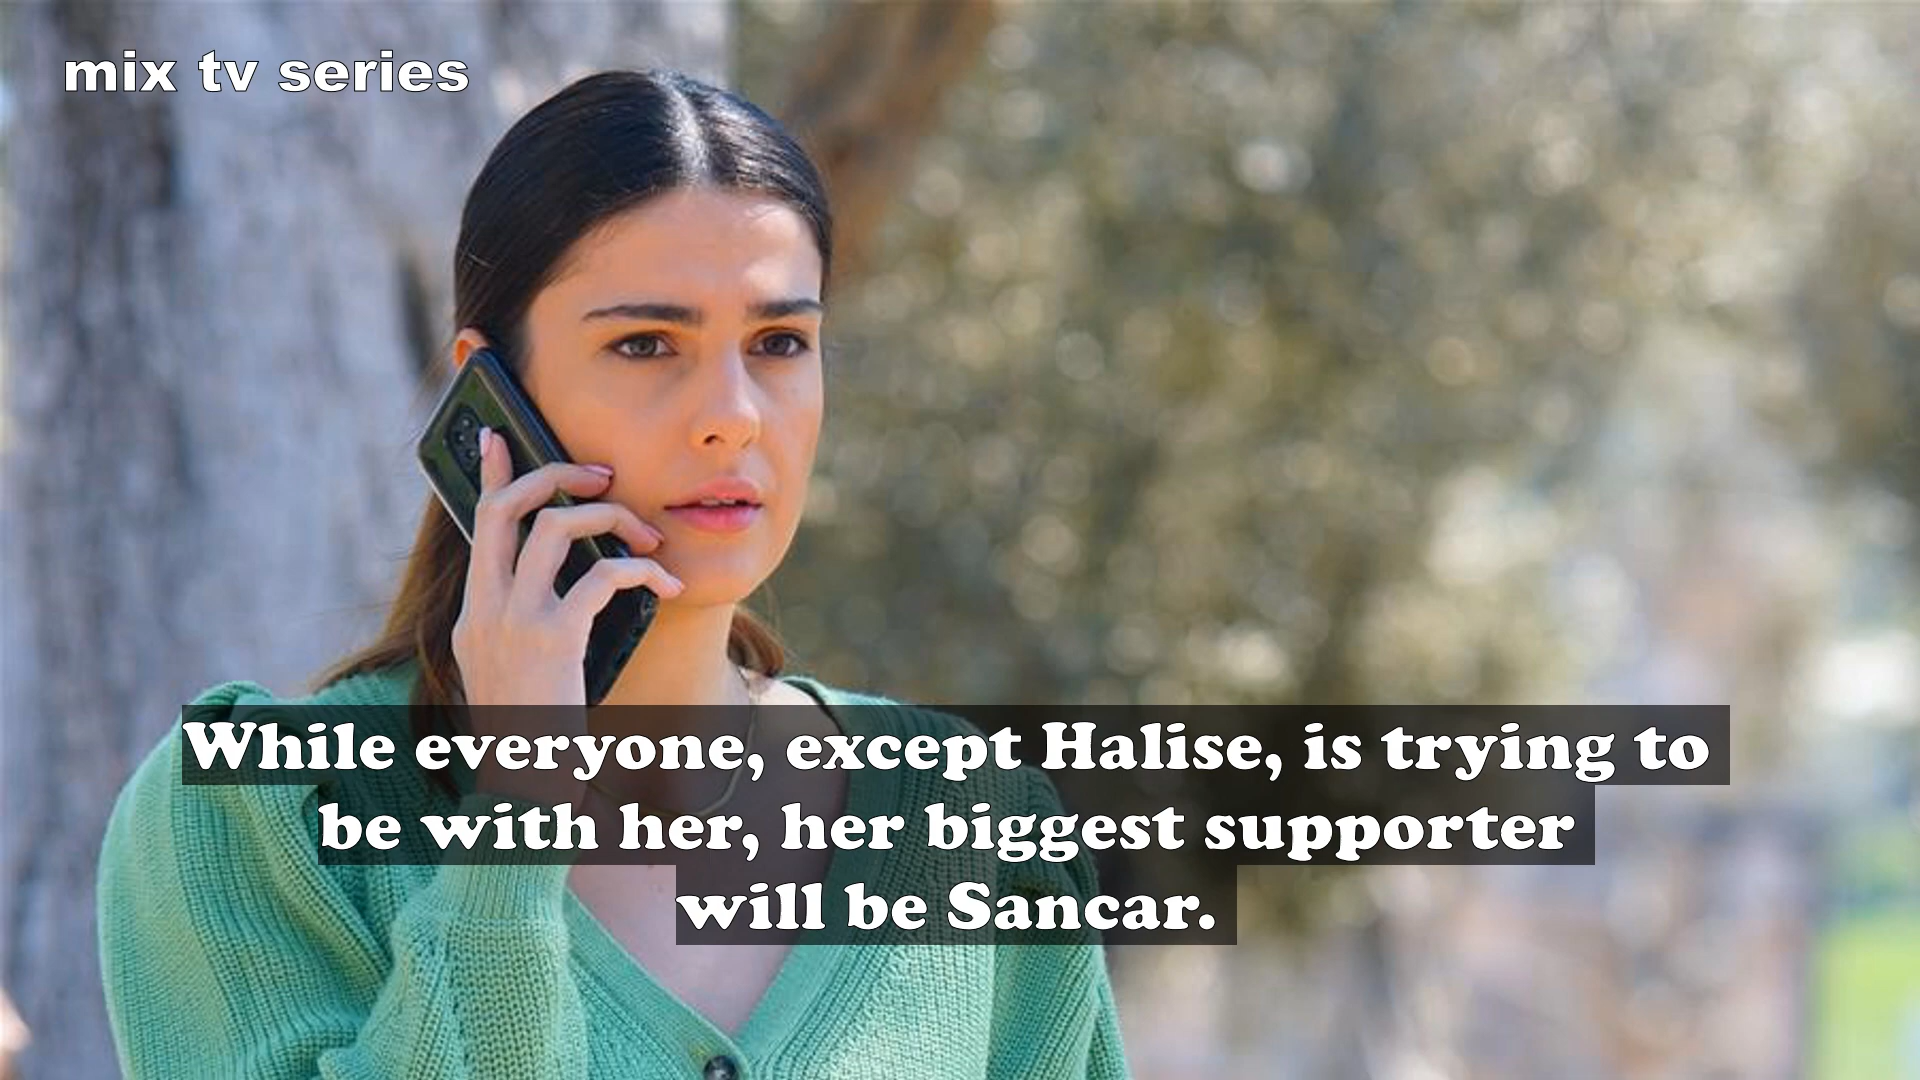 mix tv series
While everyone, except Halise, is trying to
be with her, her biggest supporter
will be Sancar.